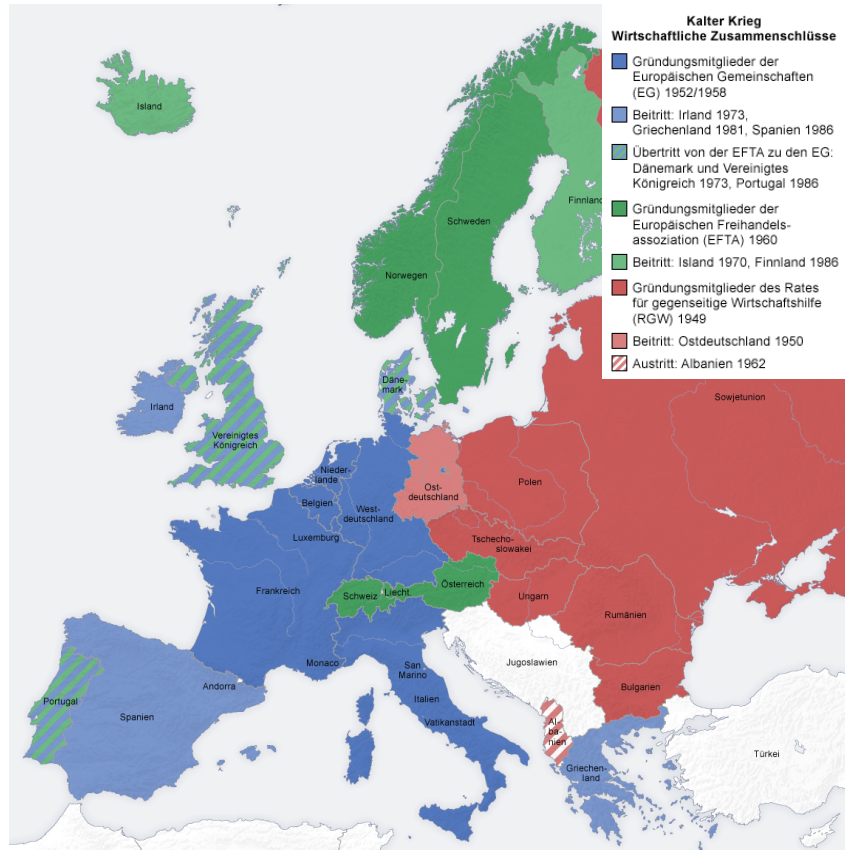 Kalter Krieg
Wirtschaftliche Zusammenschlüsse
Gründungsmitglieder der
Europäischen Gemeinschaften
(EG) 1952/1958
Beitritt: Irland 1973,
Griechenland 1981, Spanien 1986
Übertritt von der EFTA zu den EG:
Dänemark und Vereinigtes
Königreich 1973, Portugal 1986
Gründungsmitglieder der
Europäischen Freihandels-
assoziation (EFTA) 1960
Beitritt: Island 1970, Finnland 1986
Gründungsmitglieder des Rates
für gegenseitige Wirtschaftshilfe
(RGW) 1949
Beitritt: Ostdeutschland 1950
Austritt: Albanien 1962
Island
Finnland
Schweden
Norwegen
Däne-
mark
Sowjetunion
Irland
Vereinigtes
Königreich
Nieder-
lande
Belgien
West-
deutschland
Ost-
deutschland
Polen
Luxemburg
Tschecho-
slowakei
Frankreich
Schweiz
Liecht.
Österreich
Ungarn
Rumänien
Monaco
San
Marino
Jugoslawien
Andorra
Bulgarien
Portugal
Spanien
Italien
Vatikanstadt
Al-
ba-
nien
Griechen-
land
Türkei